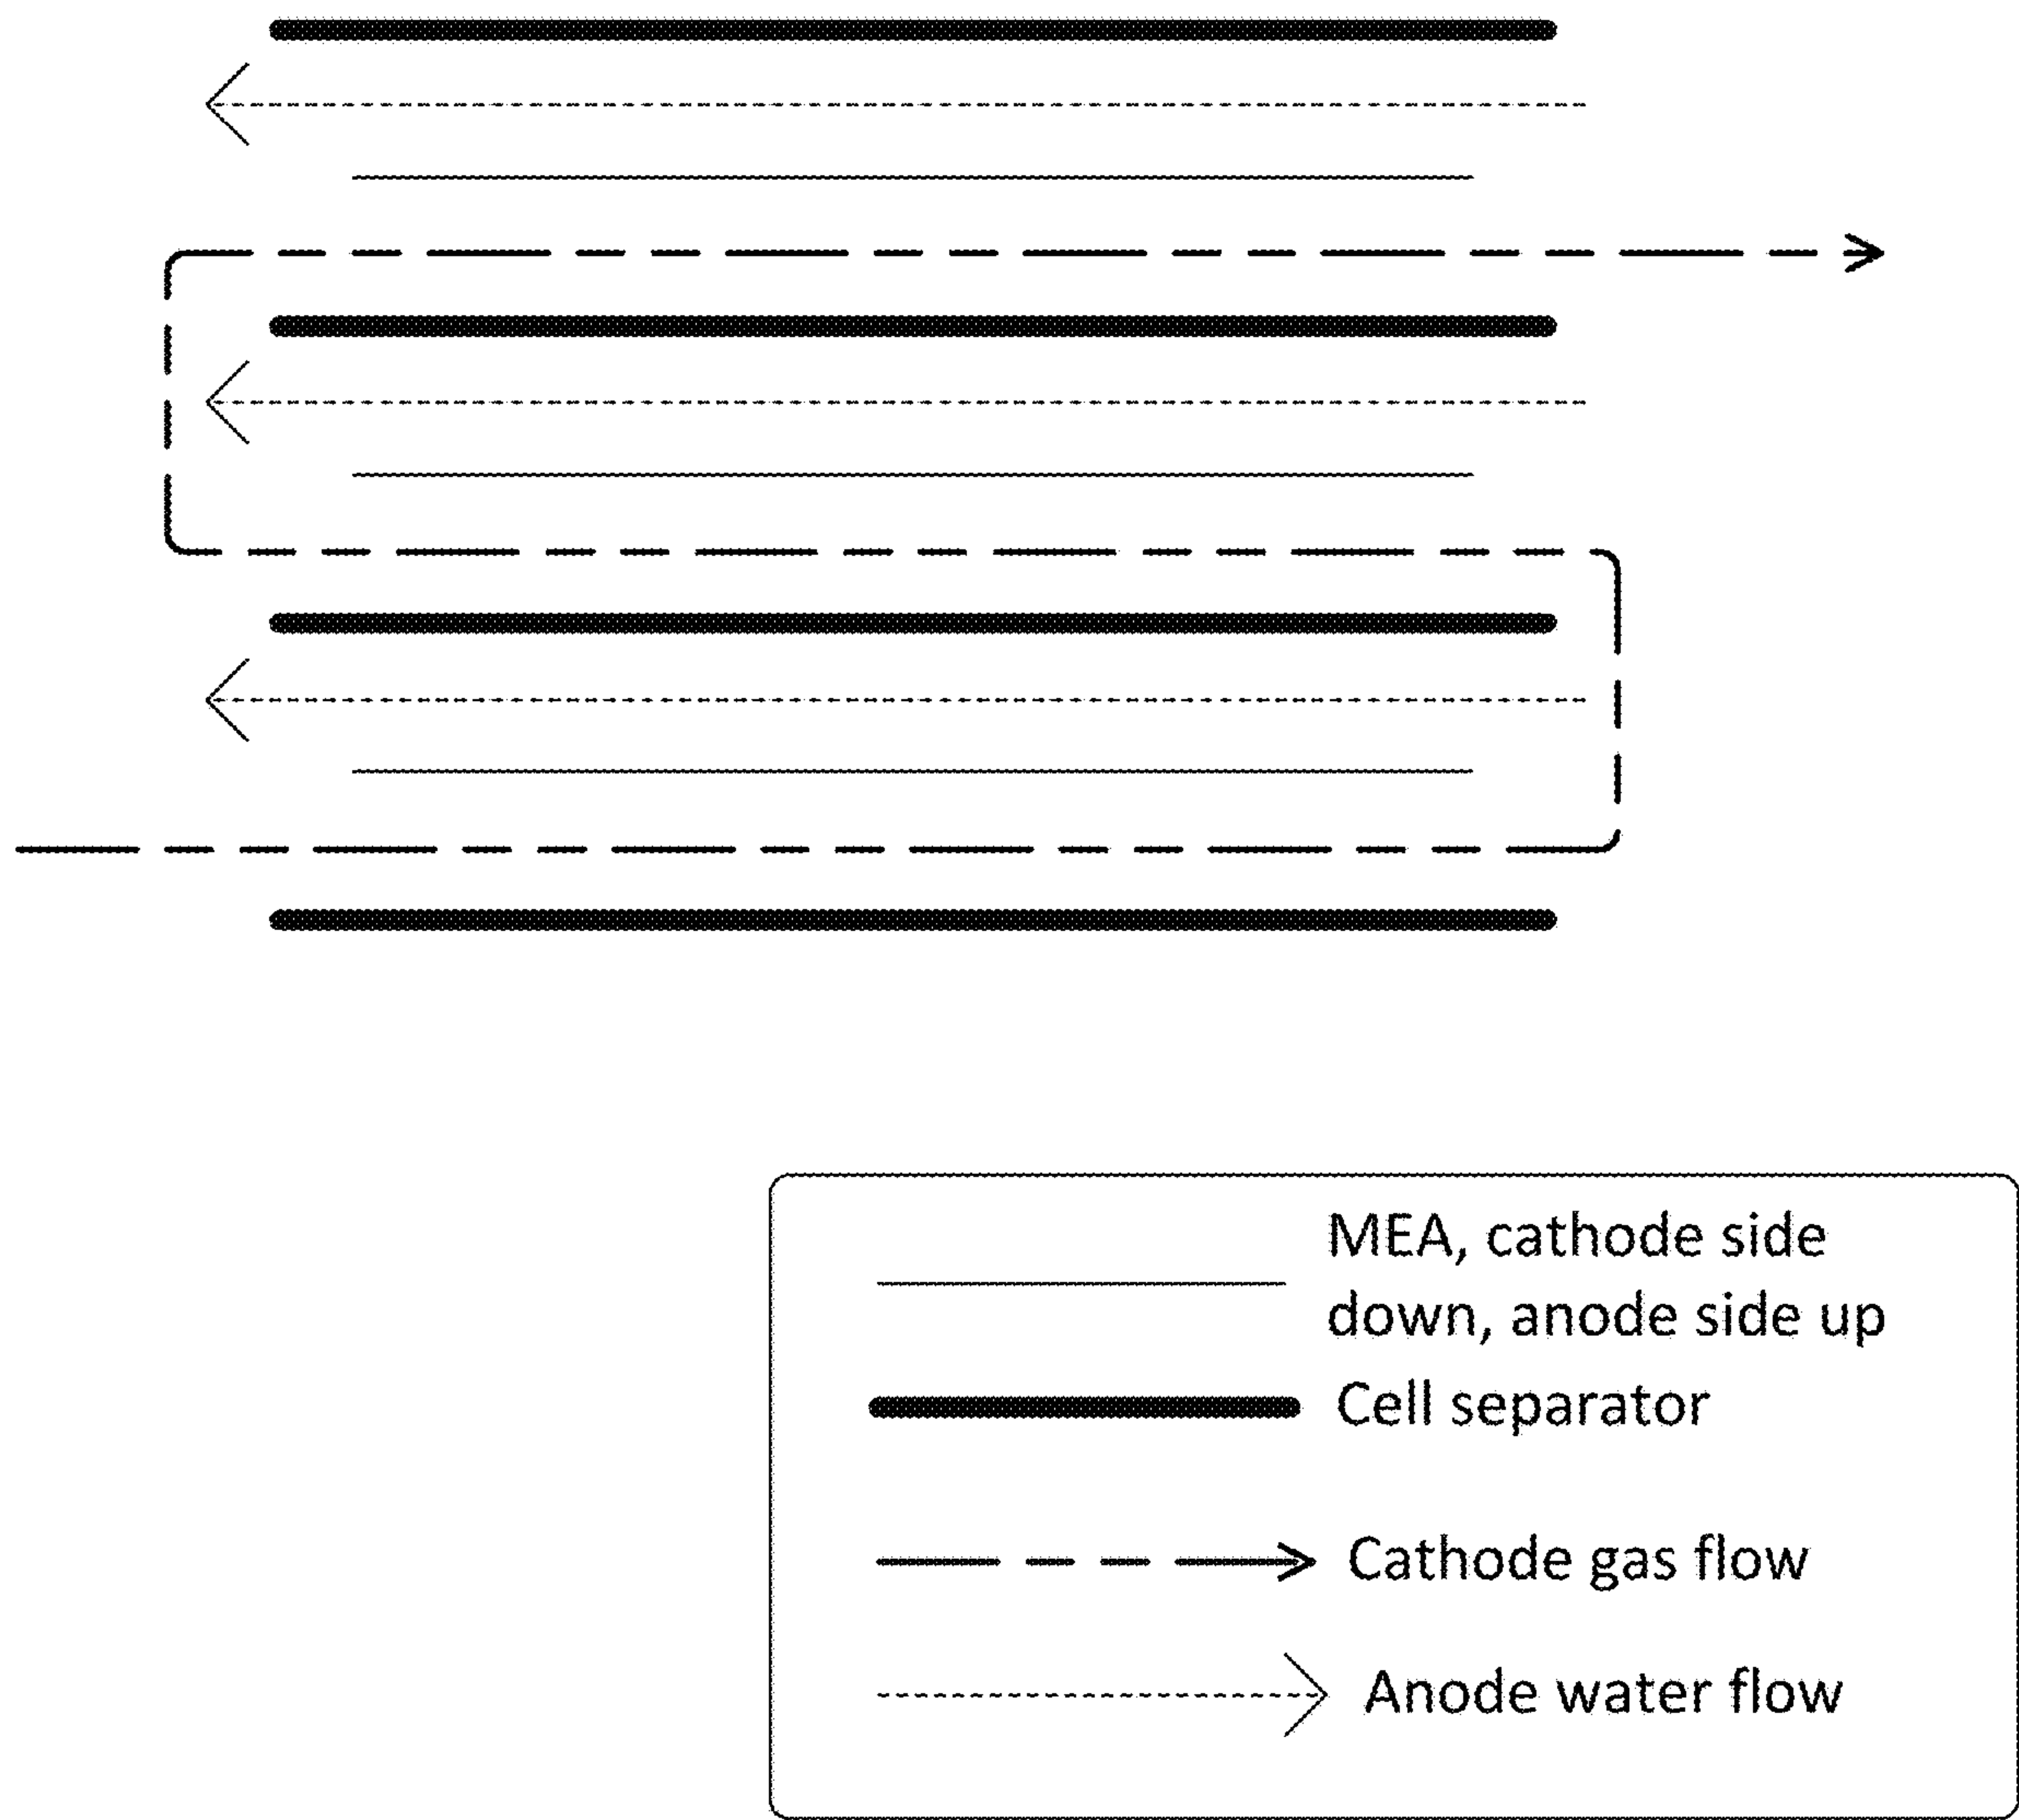 MEA, cathode side
down, anode side up
Cell separator
Cathode gas flow
Anode water flow